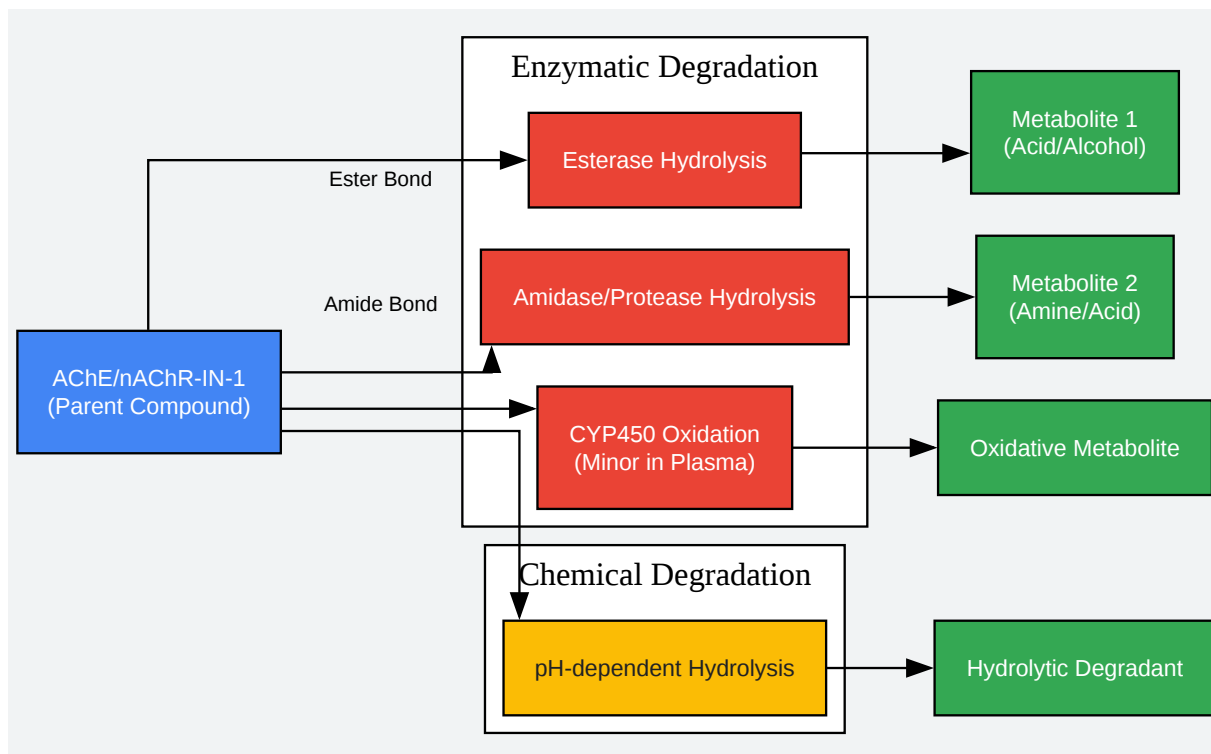 Enzymatic Degradation
Metabolite 1
(Acid/Alcohol)
Esterase Hydrolysis
Ester Bond
Metabolite 2
(Amine/Acid)
Amidase/Protease Hydrolysis
Amide Bond
AChE/nAChR-IN-1
(Parent Compound)
CYP450 Oxidation
(Minor in Plasma)
Oxidative Metabolite
Chemical Degradation
pH-dependent Hydrolysis
Hydrolytic Degradant